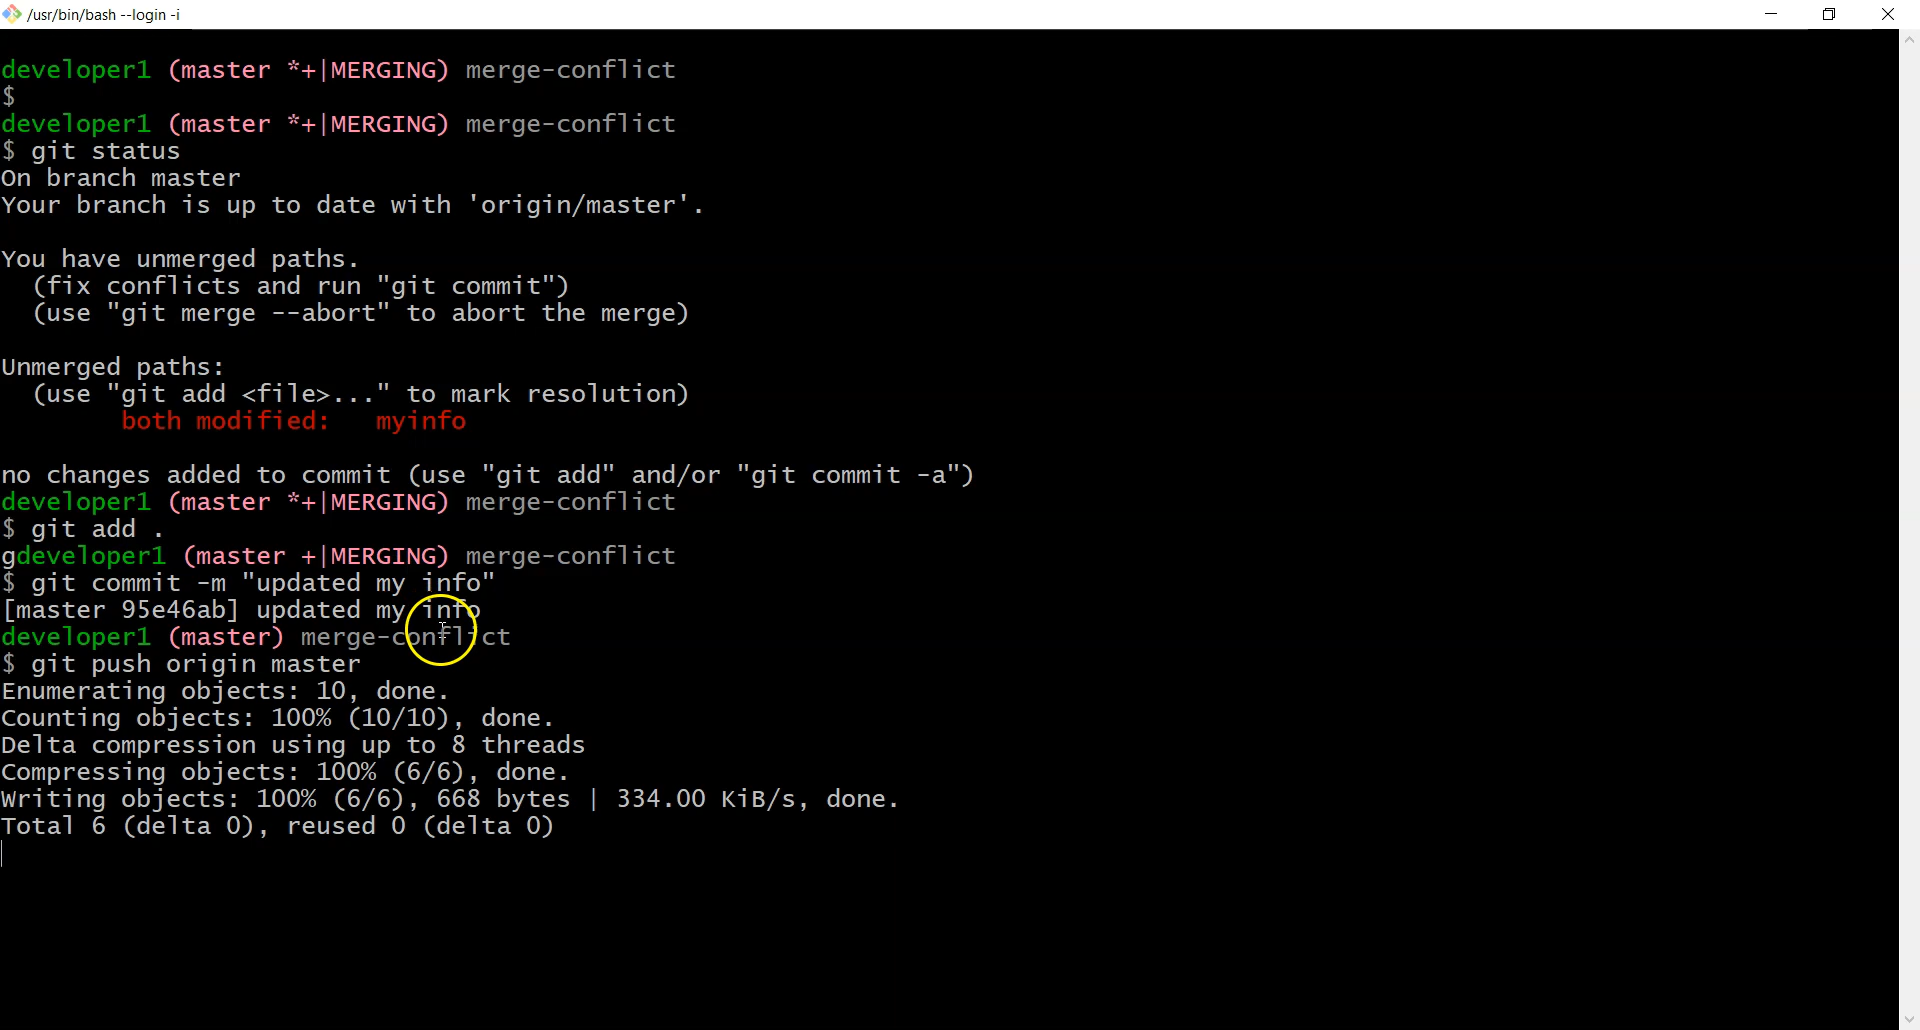 /usr/bin/bash --login -i
developer1 (master *+|MERGING) merge-conflict
$
developer1 (master *+|MERGING) merge-conflict
$ git status
On branch master
Your branch is up to date with 'origin/master'.
You have unmerged paths.
(fix conflicts and run "git commit")
(use "git merge --abort" to abort the merge)
Unmerged paths:
(use "git add <file>..." to mark resolution)
both modified:   myinfo
no changes added to commit (use "git add" and/or "git commit -a")
developer1 (master *+|MERGING) merge-conflict
$ git add .
gdeveloper1 (master +|MERGING) merge-conflict
$ git commit -m "updated my info"
[master 95e46ab] updated my info
developer1 (master) merge-conflict
$ git push origin master
Enumerating objects: 10, done.
Counting objects: 100% (10/10), done.
Delta compression using up to 8 threads
Compressing objects: 100% (6/6), done.
Writing objects: 100% (6/6), 668 bytes | 334.00 KiB/s, done.
Total 6 (delta 0), reused 0 (delta 0)